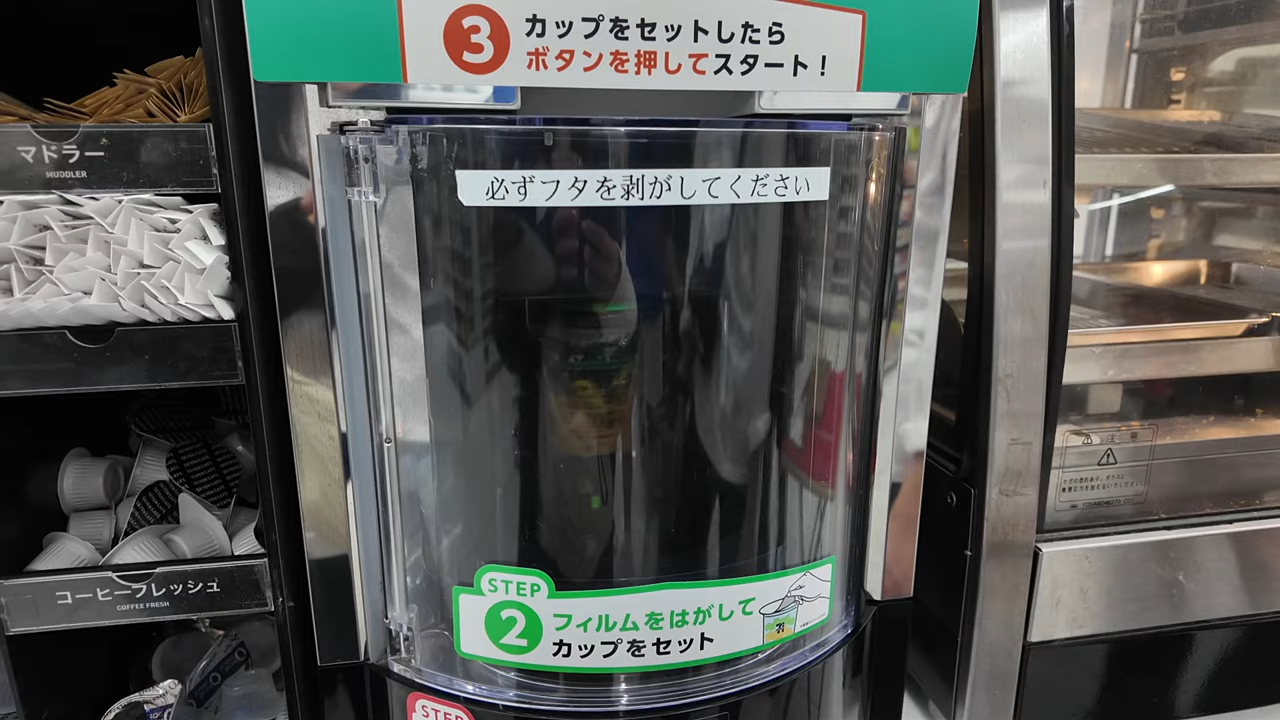 3
カップをセットしたら
ボタンを押してスタート！
マドラー
MUDDLER
必ずフタを剥がしてください
コーヒーフレッシュ
COFFEE FRESH
STEP
2
フィルムをはがして
カップをセット
STEP
注意